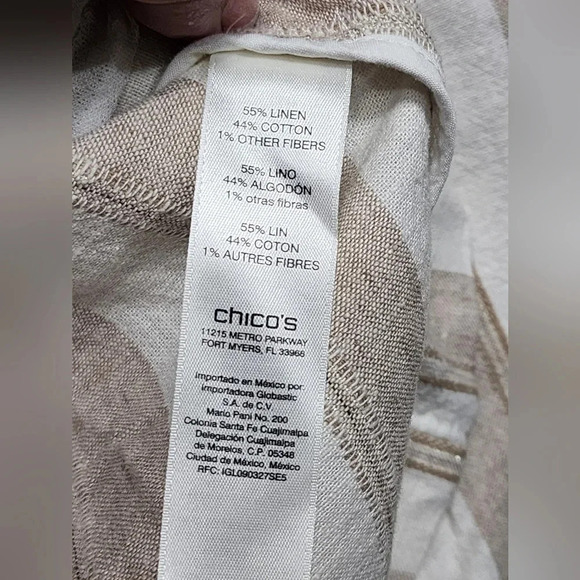 55% LINEN
44% COTTON
1% OTHER FIBERS
55% LINO
44% ALGODÓN
1% otras fibras
55% LIN
44% COTON
1% AUTRES FIBRES
chico's
11215 METRO PARKWAY
FORT MYERS, FL 33966
Importado en México por
Importadora Globastic
S.A. de C.V
Mario Pani No. 200
Colonia Santa Fe Cuajimalpa
Delegación Cuajimalpa
de Morelos, C.P. 05348
Ciudad de México, México
RFC: IGL090327SE5